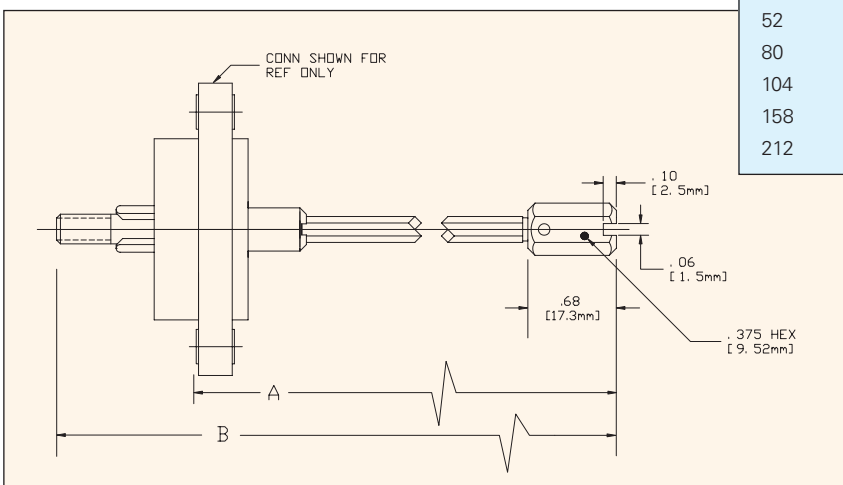 52
80
104
158
212
CONN SHOWN FOR
REF ONLY
.10
[2.5mm]
.06
[1.5mm]
.68
[17.3mm]
.375 HEX
[9.52mm]
A
B